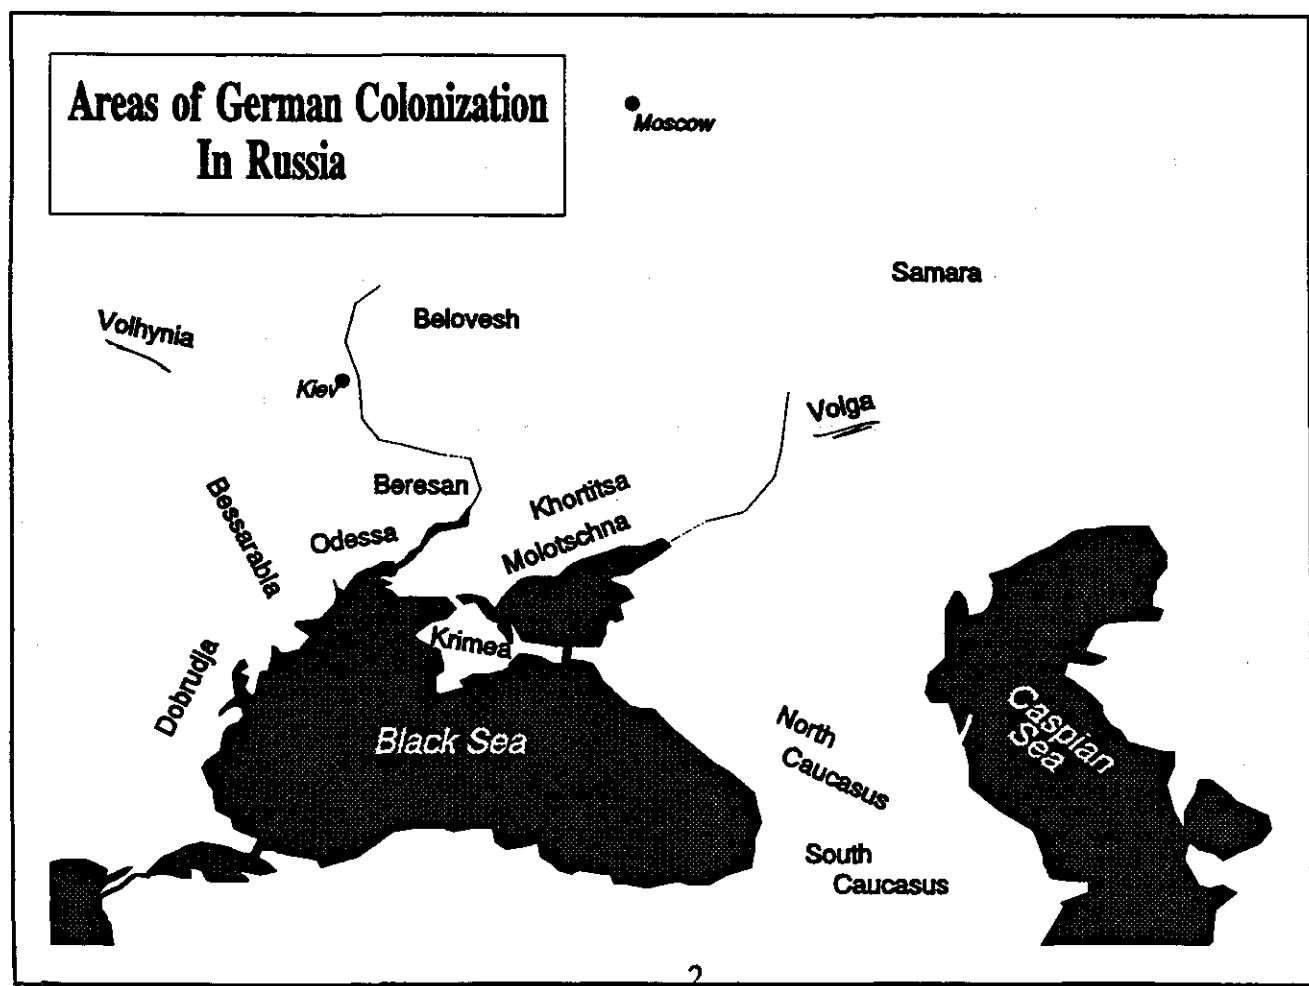 Areas of German Colonization
In Russia
Moscow
Samara
Volhynia
Belovesh
Kiev
Volga
Bessarabia
Beresan
Khortitsa
Odessa
Molotschna
Krimea
Dobrudja
Black Sea
North
Caucasus
Caspian
Sea
South
Caucasus
2